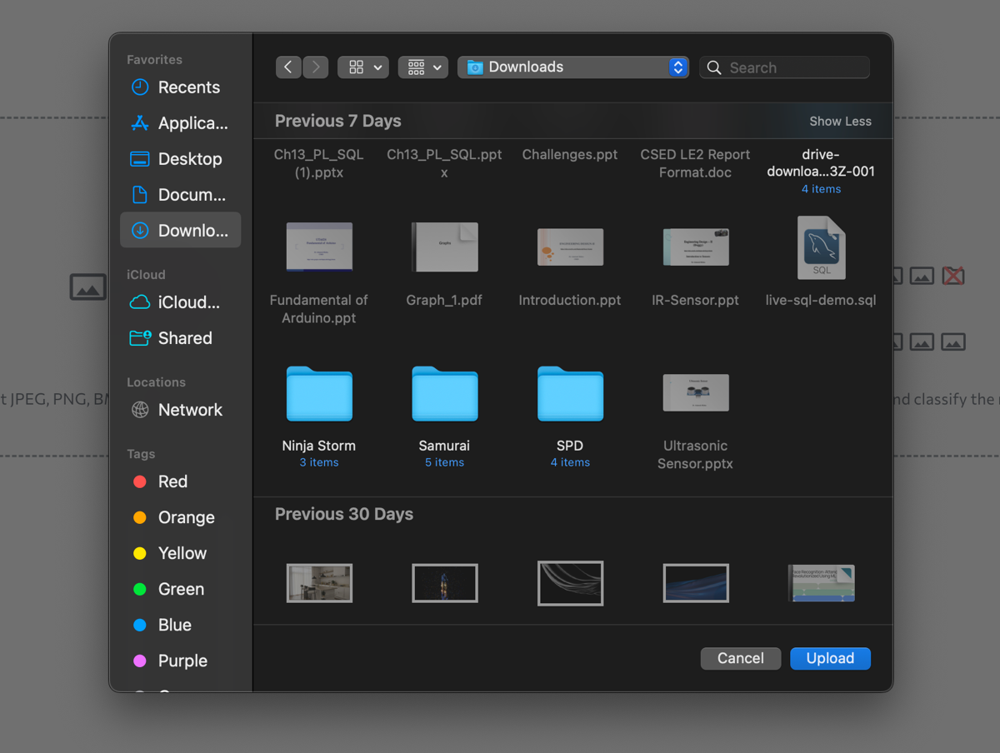 Favorites
Recents
Applica...
Desktop
Docum...
Downlo...
iCloud
iCloud...
Shared
Locations
Network
Tags
Red
Orange
Yellow
Green
Blue
Purple
Downloads
Search
Previous 7 Days
Show Less
Ch13_PL_SQL
(1).pptx
Ch13_PL_SQL.ppt
x
Challenges.ppt
CSED LE2 Report
Format.doc
drive-
downloa...3Z-001
4 items
Graphs
SQL
Fundamental of
Arduino.ppt
Graph_1.pdf
Introduction.ppt
IR-Sensor.ppt
live-sql-demo.sql
Ninja Storm
3 items
Samurai
5 items
SPD
4 items
Ultrasonic
Sensor.pptx
Previous 30 Days
Cancel
Upload
t JPEG, PNG, BM
nd classify the